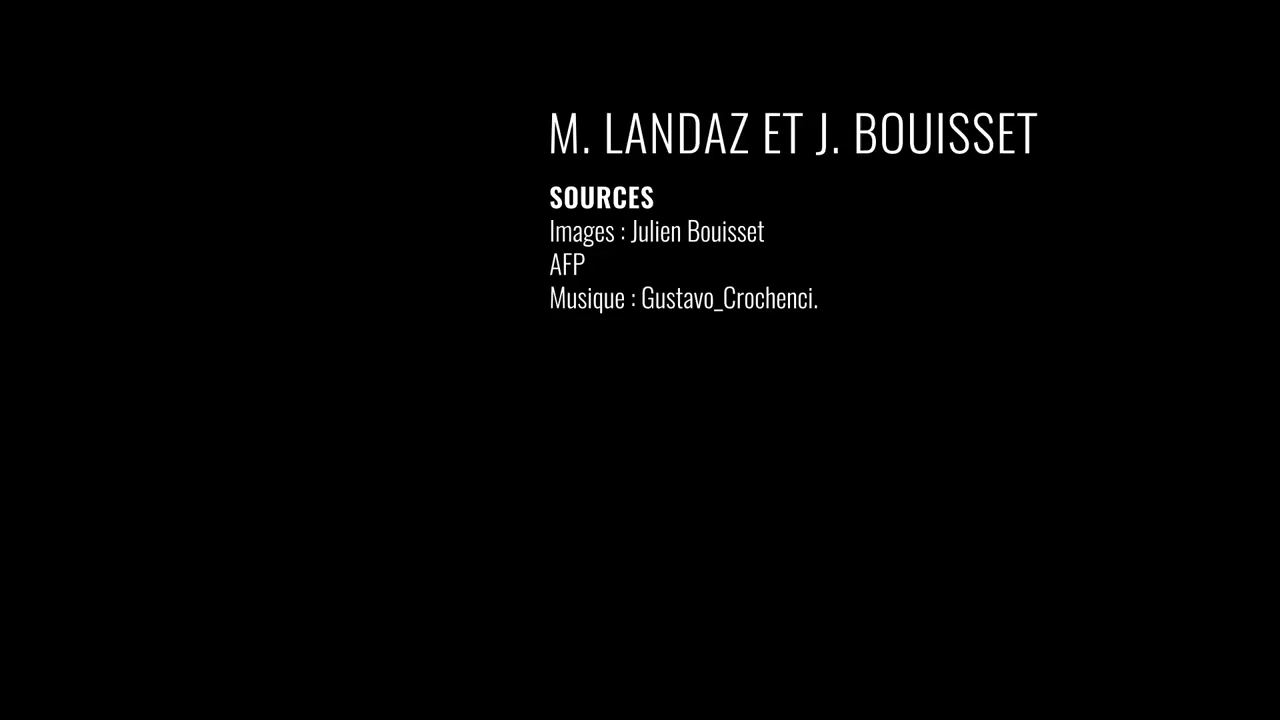 M. LANDAZ ET J. BOUISSET
SOURCES
Images : Julien Bouisset
AFP
Musique : Gustavo_Crochenci.